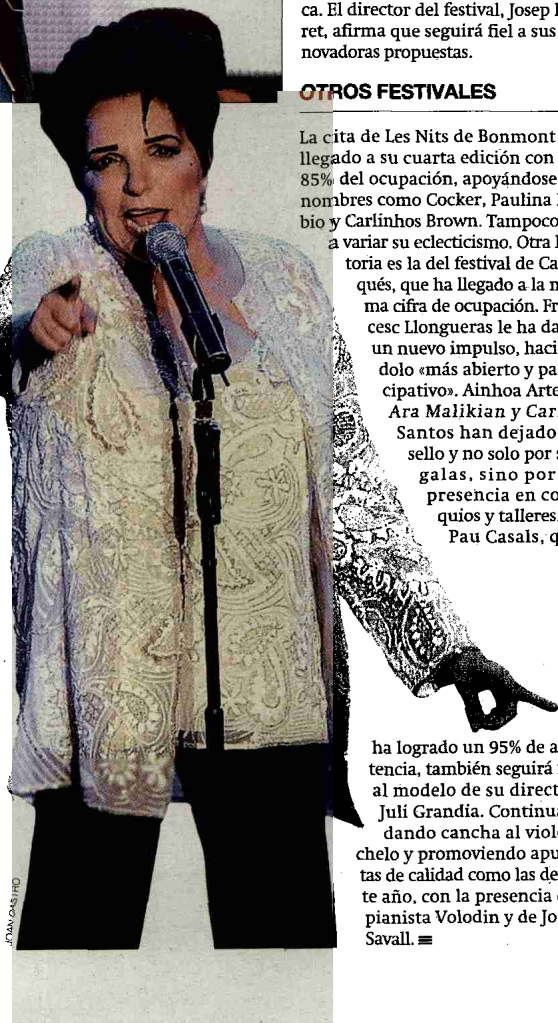 ca. El director del festival, Josep
ret, afirma que seguirá fiel a sus
novadoras propuestas.
OTROS FESTIVALES
La cita de Les Nits de Bonmont
llegado a su cuarta edición con
85% del ocupación, apoyándose
nombres como Cocker, Paulina
bio y Carlinhos Brown. Tampoco
a variar su eclecticismo. Otra
toria es la del festival de Ca
qués, que ha llegado a la
ma cifra de ocupación. Fr
cesc Llongueras le ha da
un nuevo impulso, haci
dolo «más abierto y pa
cipativo». Ainhoa Arte
Ara Malikian y Car
Santos han dejado
sello y no solo por
galas, sino por
presencia en co
quios y talleres.
Pau Casals, q
ha logrado un 95% de a
tencia, también seguirá
al modelo de su direct
Julí Grandía. Continua
dando cancha al viol
chelo y promoviendo apu
tas de calidad como las de
te año, con la presencia
pianista Volodin y de Jo
Savall.
JOAN CASTRO